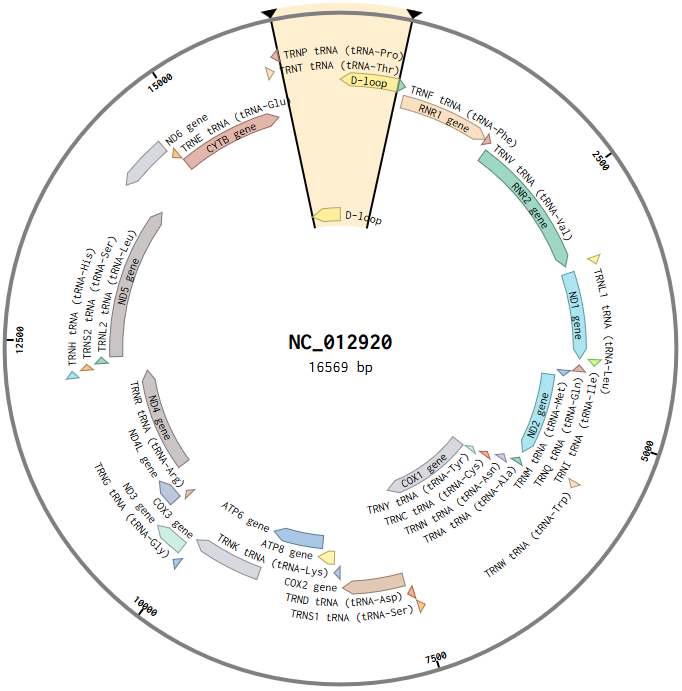 TRNP tRNA (tRNA-Pro)
TRNT tRNA (tRNA-Thr)
D-loop
TRNF tRNA (tRNA-Phe)
RNR1 gene
TRNV tRNA (tRNA-Val)
2500
RNR2 gene
TRNL1 tRNA (tRNA-Leu)
ND1 gene
TRNI tRNA (tRNA-Ile)
TRNQ tRNA (tRNA-Gln)
TRNM tRNA (tRNA-Met)
ND2 gene
5000
TRNW tRNA (tRNA-Trp)
TRNA tRNA (tRNA-Ala)
TRNN tRNA (tRNA-Asn)
TRNC tRNA (tRNA-Cys)
TRNY tRNA (tRNA-Tyr)
COX1 gene
7500
TRNS1 tRNA (tRNA-Ser)
TRND tRNA (tRNA-Asp)
COX2 gene
TRNK tRNA (tRNA-Lys)
ATP8 gene
ATP6 gene
COX3 gene
10000
TRNG tRNA (tRNA-Gly)
ND3 gene
TRNR tRNA (tRNA-Arg)
ND4L gene
ND4 gene
12500
TRNH tRNA (tRNA-His)
TRNS2 tRNA (tRNA-Ser)
TRNL2 tRNA (tRNA-Leu)
ND5 gene
ND6 gene
TRNE tRNA (tRNA-Glu)
CYTB gene
15000
D-loop
NC_012920
16569 bp